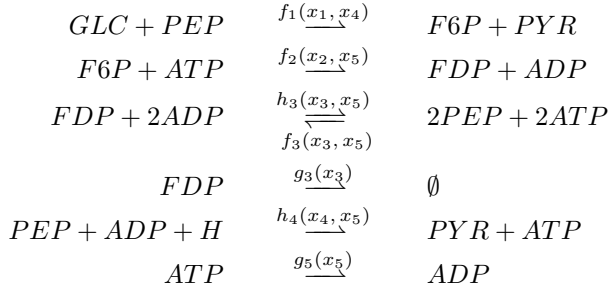 GLC + PEP f₁(x₁, x₄) ⇀ F6P + PYR
F6P + ATP f₂(x₂, x₅) ⇀ FDP + ADP
FDP + 2ADP h₃(x₃, x₅) ⇌ f₃(x₃, x₅) 2PEP + 2ATP
FDP g₃(x₃) ⇀ ∅
PEP + ADP + H h₄(x₄, x₅) ⇀ PYR + ATP
ATP g₅(x₅) ⇀ ADP